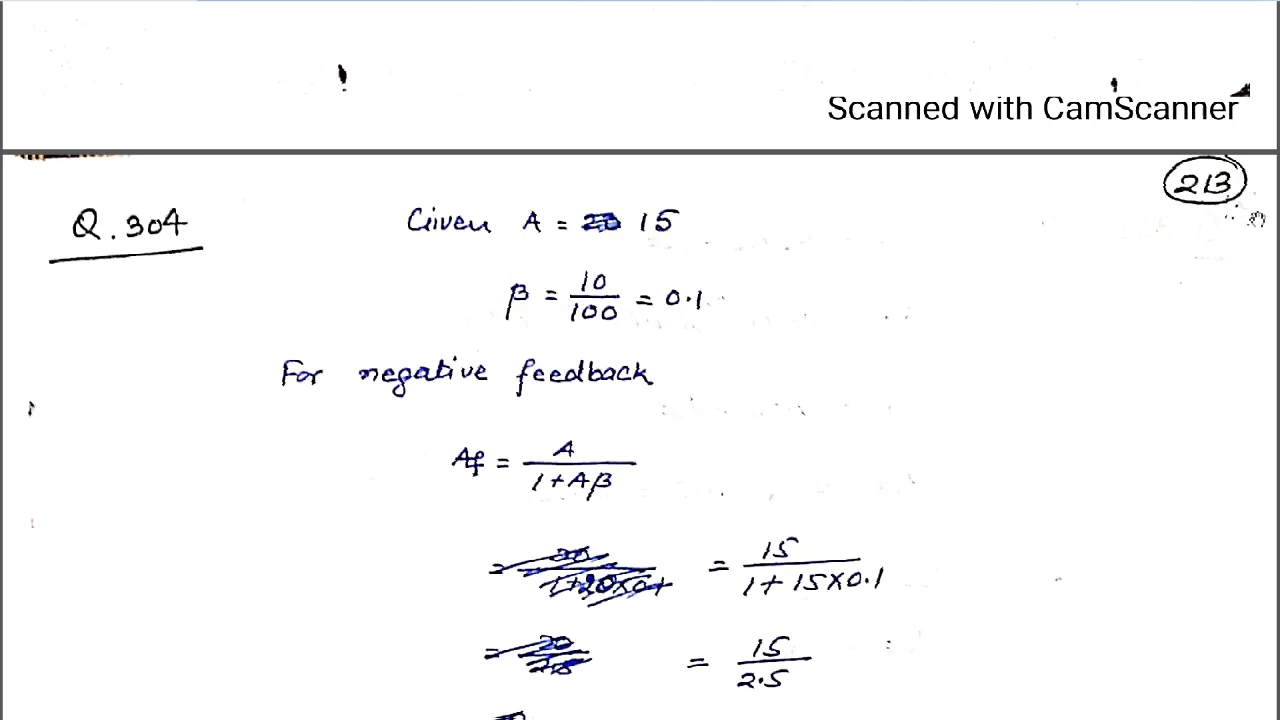 Scanned with CamScanner
213
Q.304
Given A = 15
β = 10/100 = 0.1
For negative feedback
Af = A/1+Aβ
= 15/1+15×0.1
= 15/2.5